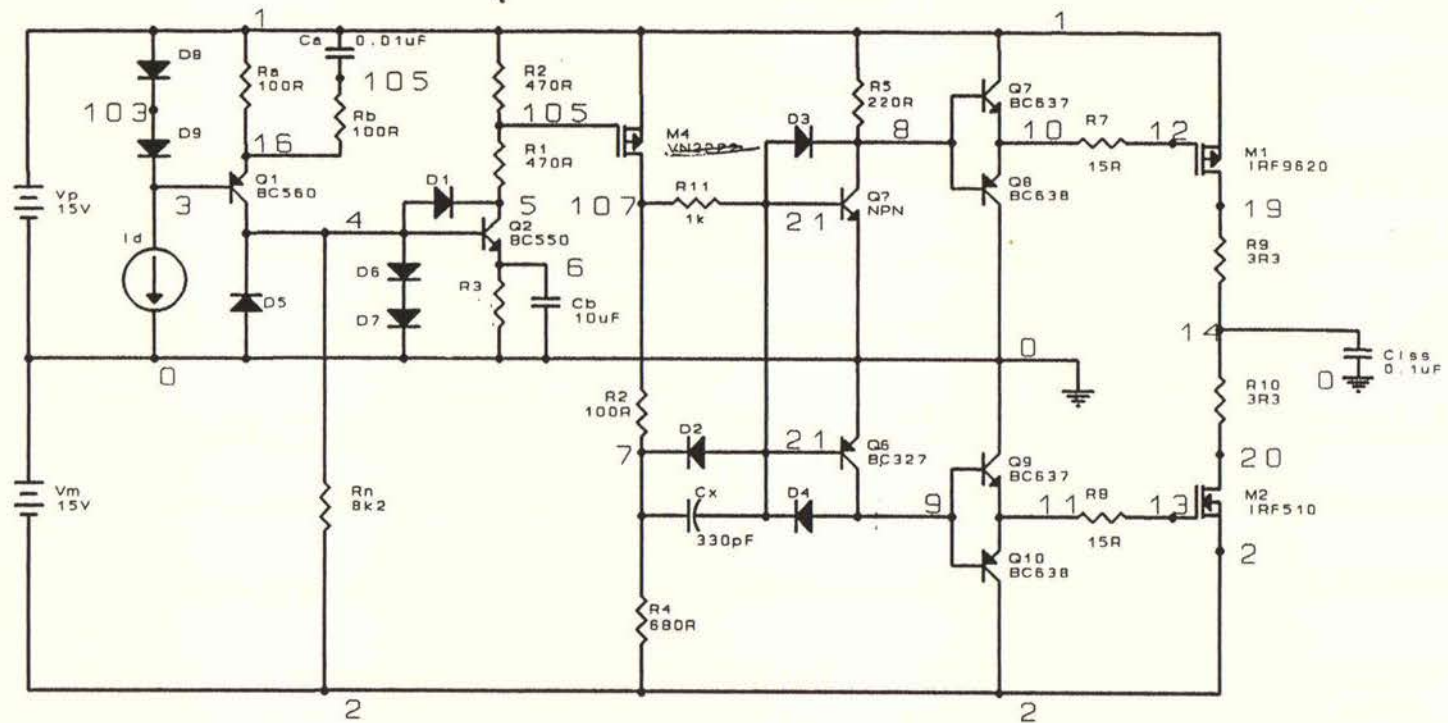 1
1
Ca
0.01uF
D8
Ra
100R
105
R2
470R
R5
220R
Q7
BC637
103
Rb
100R
105
D3
8
10
R7
12
D9
16
M4
M1
IRF9620
R1
470R
15R
Q1
BC560
D1
R11
Q8
BC638
Vp
15V
3
4
5
107
1k
21
Q7
NPN
19
Q2
BC550
R9
3R3
Id
6
D6
R3
D5
Cb
10uF
D7
14
0
0
Ciss
0.1uF
0
R2
100R
R10
3R3
D2
21
Q6
BC327
7
20
Vm
15V
Rn
8k2
Cx
D4
9
Q9
BC637
11
R8
13
M2
IRF510
330pF
15R
2
Q10
BC638
R4
680R
2
2